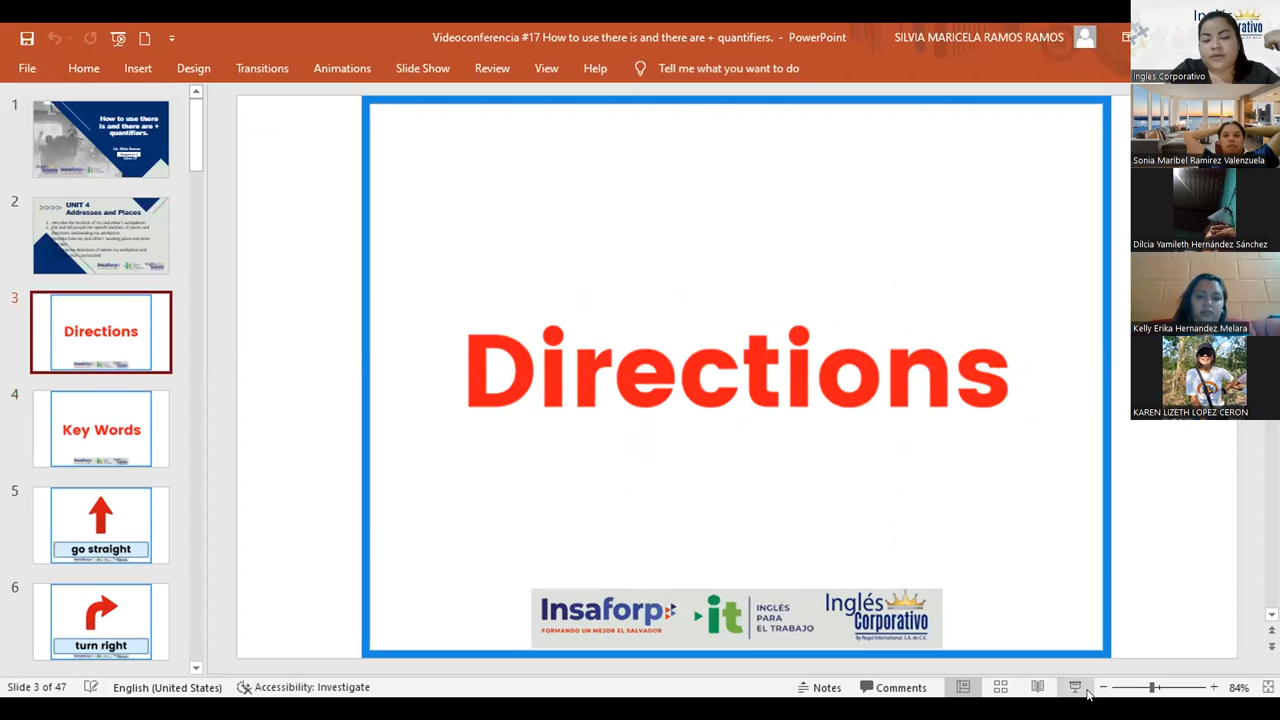 Videoconferencia #17 How to use there is and there are + quantifiers. - PowerPoint
SILVIA MARICELA RAMOS RAMOS
File
Home
Insert
Design
Transitions
Animations
Slide Show
Review
View
Help
Tell me what you want to do
1
How to use there
is and there are +
quantifiers.
2
UNIT 4
Addresses and Places
3
Directions
4
Key Words
5
go straight
6
turn right
Directions
Insaforp
FORMANDO UN MEJOR EL SALVADOR
it
INGLÉS
PARA
EL TRABAJO
Inglés
Corporativo
By Regal International, S.A. de C.V.
Ingles Corporativo
Sonia Maribel Ramirez Valenzuela
Dilcia Yamileth Hernández Sánchez
Kelly Erika Hernandez Melara
KAREN LIZETH LOPEZ CERON
Slide 3 of 47
English (United States)
Accessibility: Investigate
Notes
Comments
84%